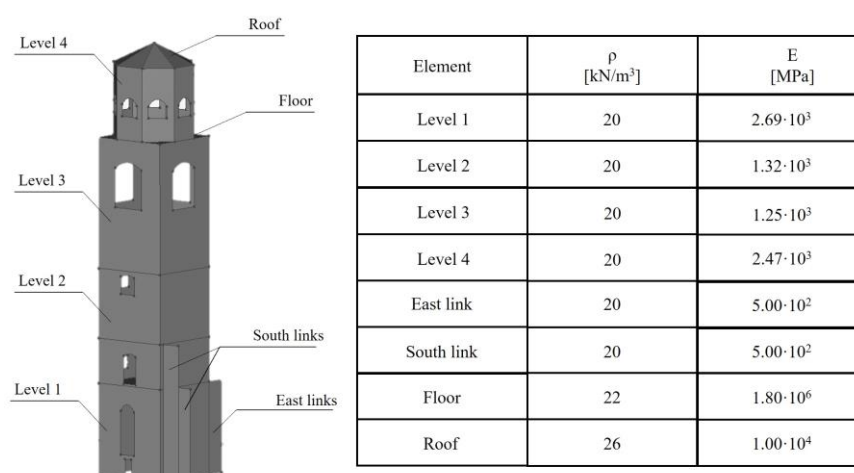 Roof
Level 4
Floor
Level 3
Level 2
South links
Level 1
East links
Element ρ [kN/m³] E [MPa]
Level 1 20 2.69·10³
Level 2 20 1.32·10³
Level 3 20 1.25·10³
Level 4 20 2.47·10³
East link 20 5.00·10²
South link 20 5.00·10²
Floor 22 1.80·10⁶
Roof 26 1.00·10⁴